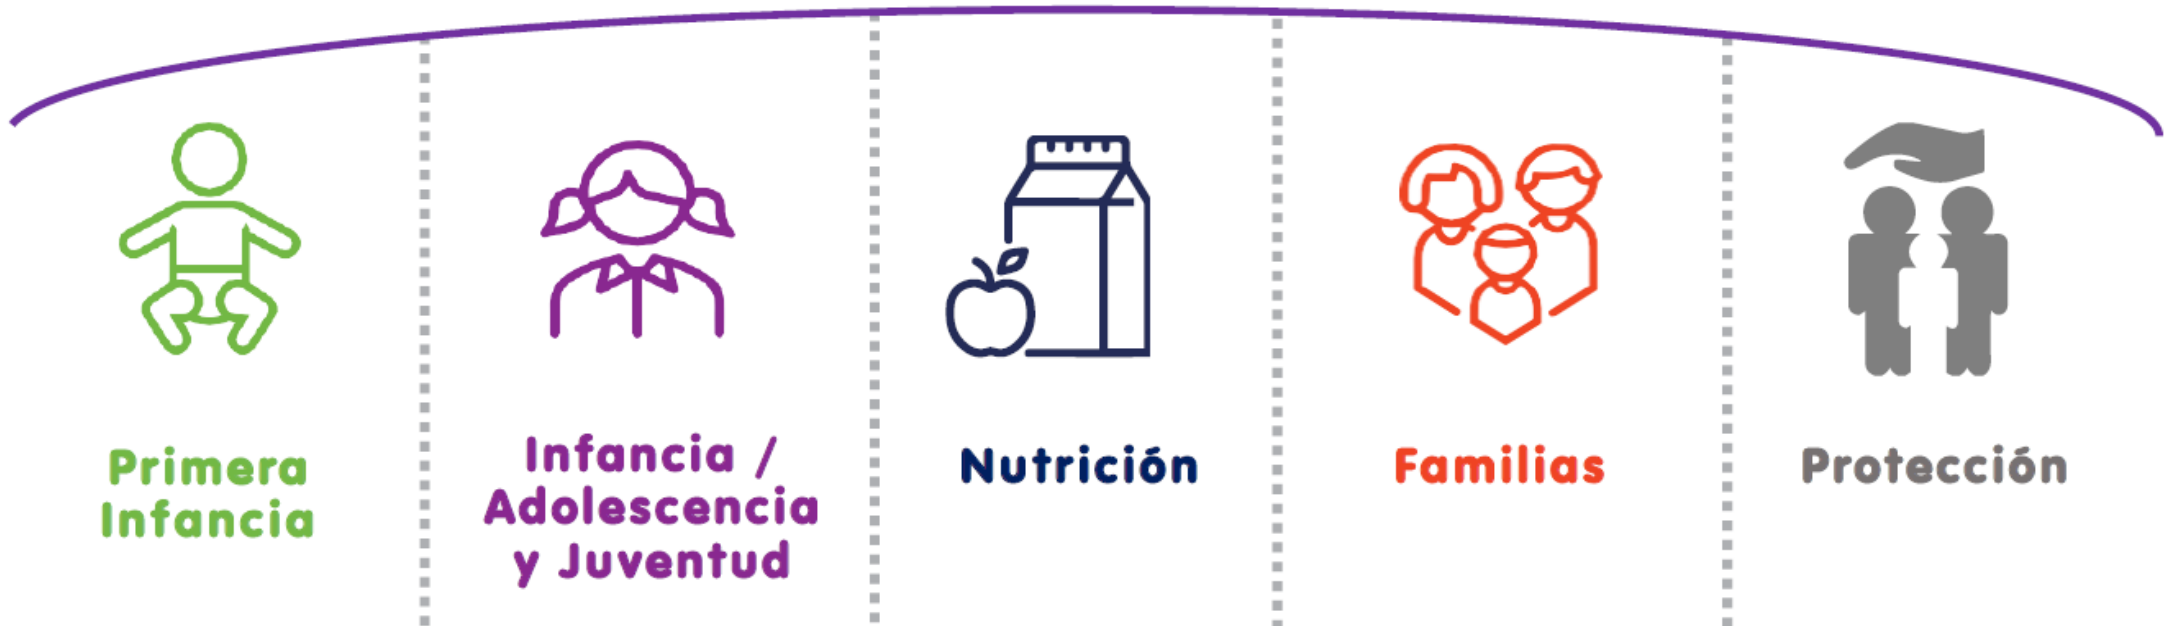 Primera
Infancia
Infancia /
Adolescencia
y Juventud
Nutrición
Familias
Protección